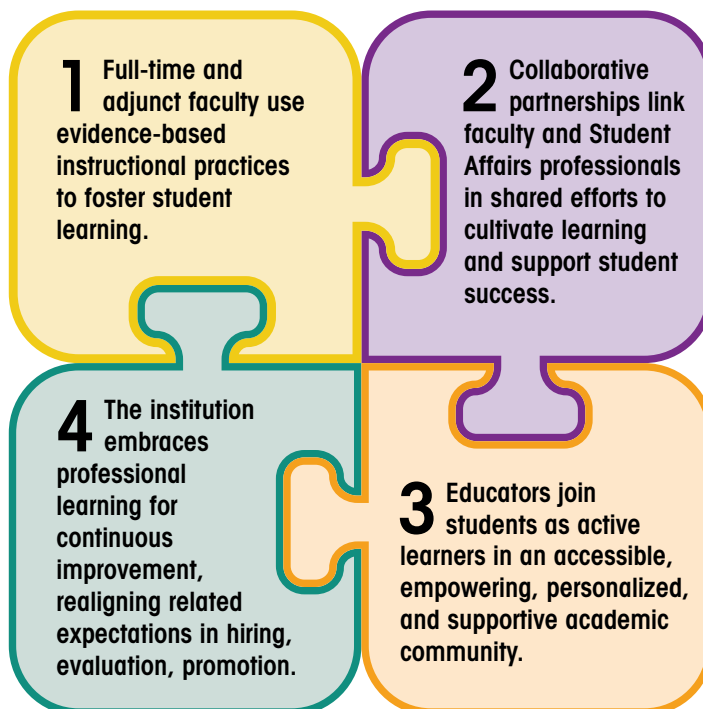 1 Full-time and
adjunct faculty use
evidence-based
instructional practices
to foster student
learning.
2 Collaborative
partnerships link
faculty and Student
Affairs professionals
in shared efforts to
cultivate learning
and support student
success.
3 Educators join
students as active
learners in an accessible,
empowering, personalized,
and supportive academic
community.
4 The institution
embraces
professional
learning for
continuous
improvement,
realigning related
expectations in hiring,
evaluation, promotion.